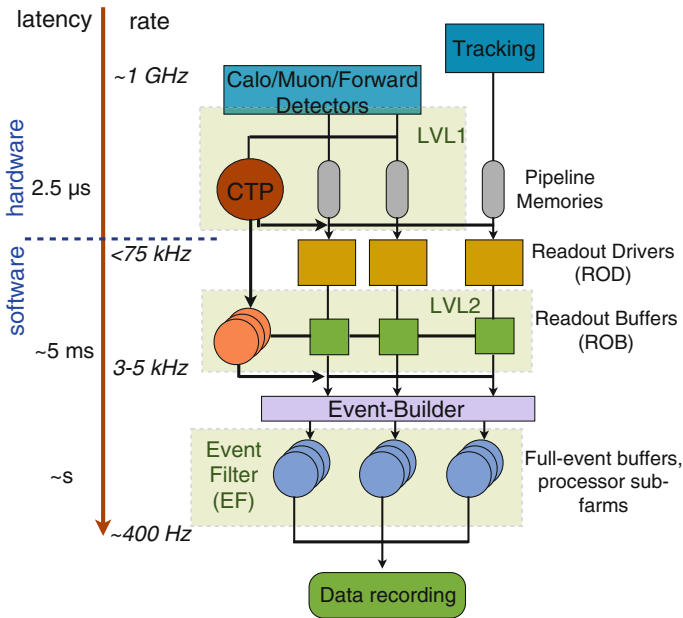 latency
rate
Tracking
~1 GHz
Calo/Muon/Forward
Detectors
LVL1
hardware
2.5 µs
CTP
Pipeline
Memories
<75 kHz
software
Readout Drivers
(ROD)
LVL2
Readout Buffers
(ROB)
~5 ms
3-5 kHz
Event-Builder
Event
Filter
(EF)
Full-event buffers,
processor sub-
farms
~s
~400 Hz
Data recording